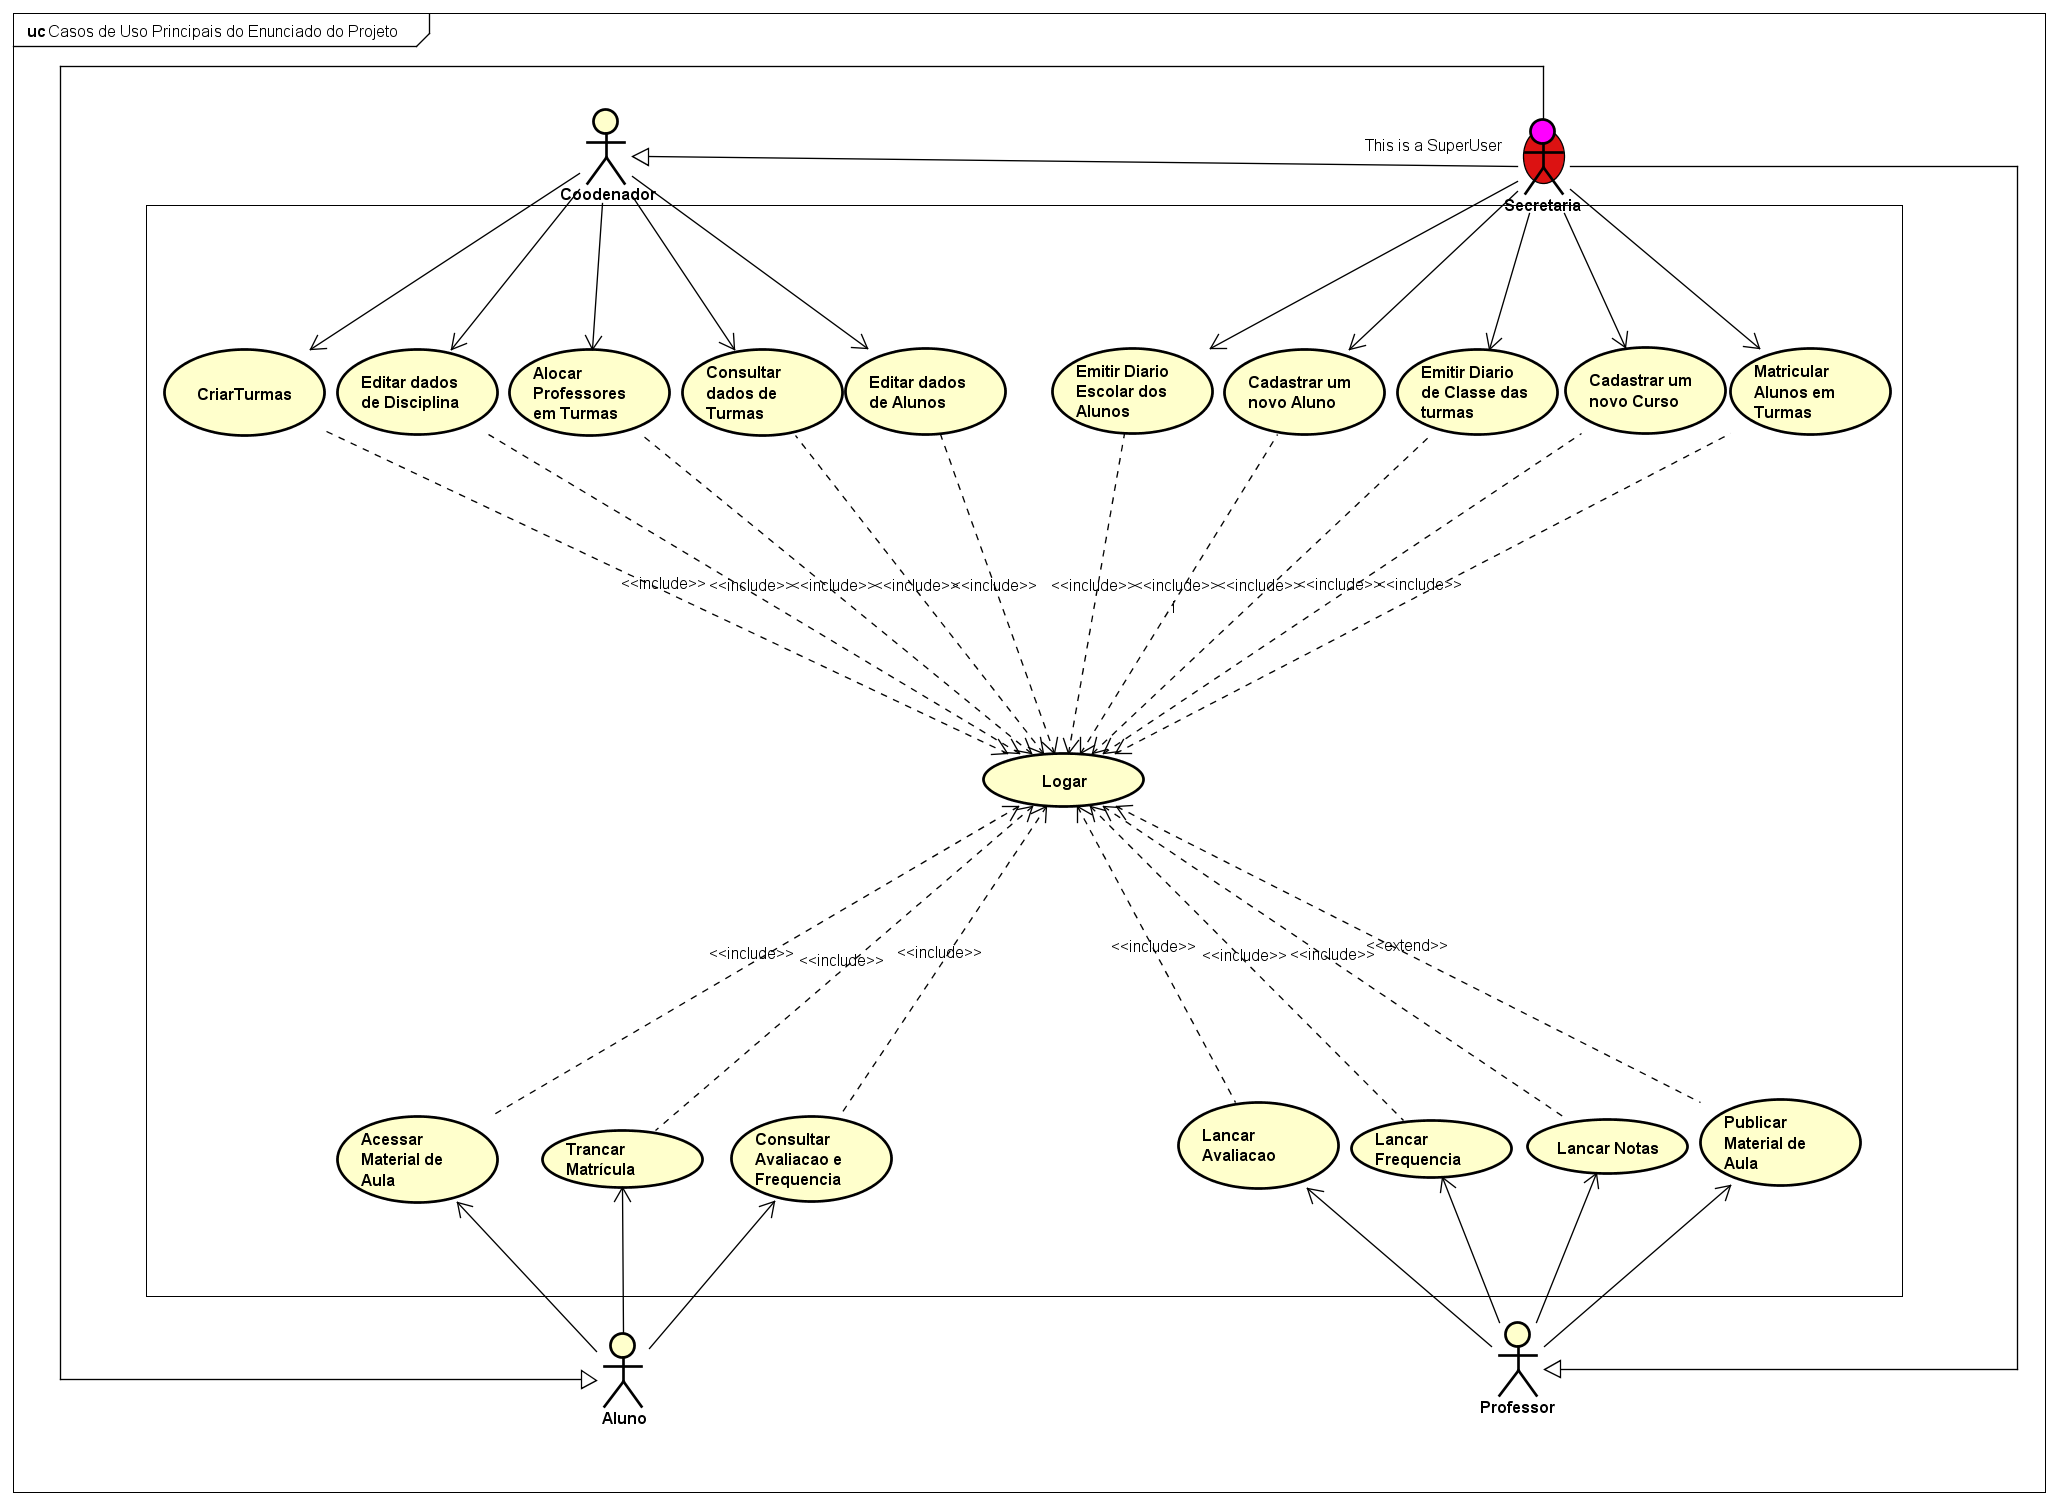 uc Casos de Uso Principais do Enunciado do Projeto
This is a SuperUser
Coodenador
Secretaria
CriarTurmas
Editar dados
de Disciplina
Alocar
Professores
em Turmas
Consultar
dados de
Turmas
Editar dados
de Alunos
Emitir Diario
Escolar dos
Alunos
Cadastrar um
novo Aluno
Emitir Diario
de Classe das
turmas
Cadastrar um
novo Curso
Matricular
Alunos em
Turmas
<<include>>
<<include>>
<<include>>
<<include>>
<<include>>
<<include>>
<<include>>
<<include>>
<<include>>
<<include>>
Logar
<<include>>
<<include>>
<<include>>
<<include>>
<<include>>
<<include>>
<<extend>>
Acessar
Material de
Aula
Trancar
Matrícula
Consultar
Avaliacao e
Frequencia
Lancar
Avaliacao
Lancar
Frequencia
Lancar Notas
Publicar
Material de
Aula
Aluno
Professor